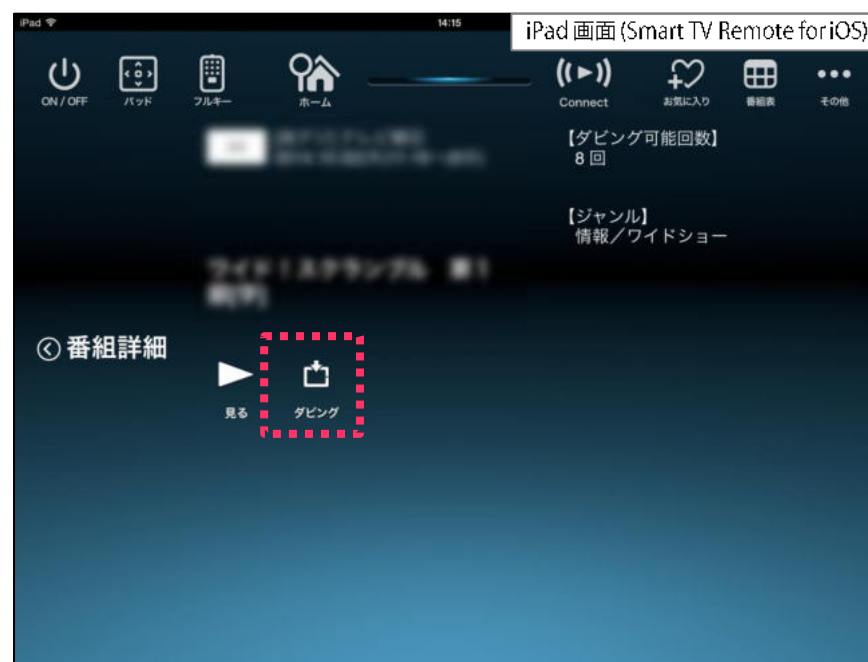 iPad
14:15
iPad 画面 (Smart TV Remote for iOS)
ON / OFF
パッド
フルキー
ホーム
Connect
お気に入り
番組表
その他
【ダビング可能回数】
8 回
【ジャンル】
情報／ワイドショー
番組詳細
見る
ダビング